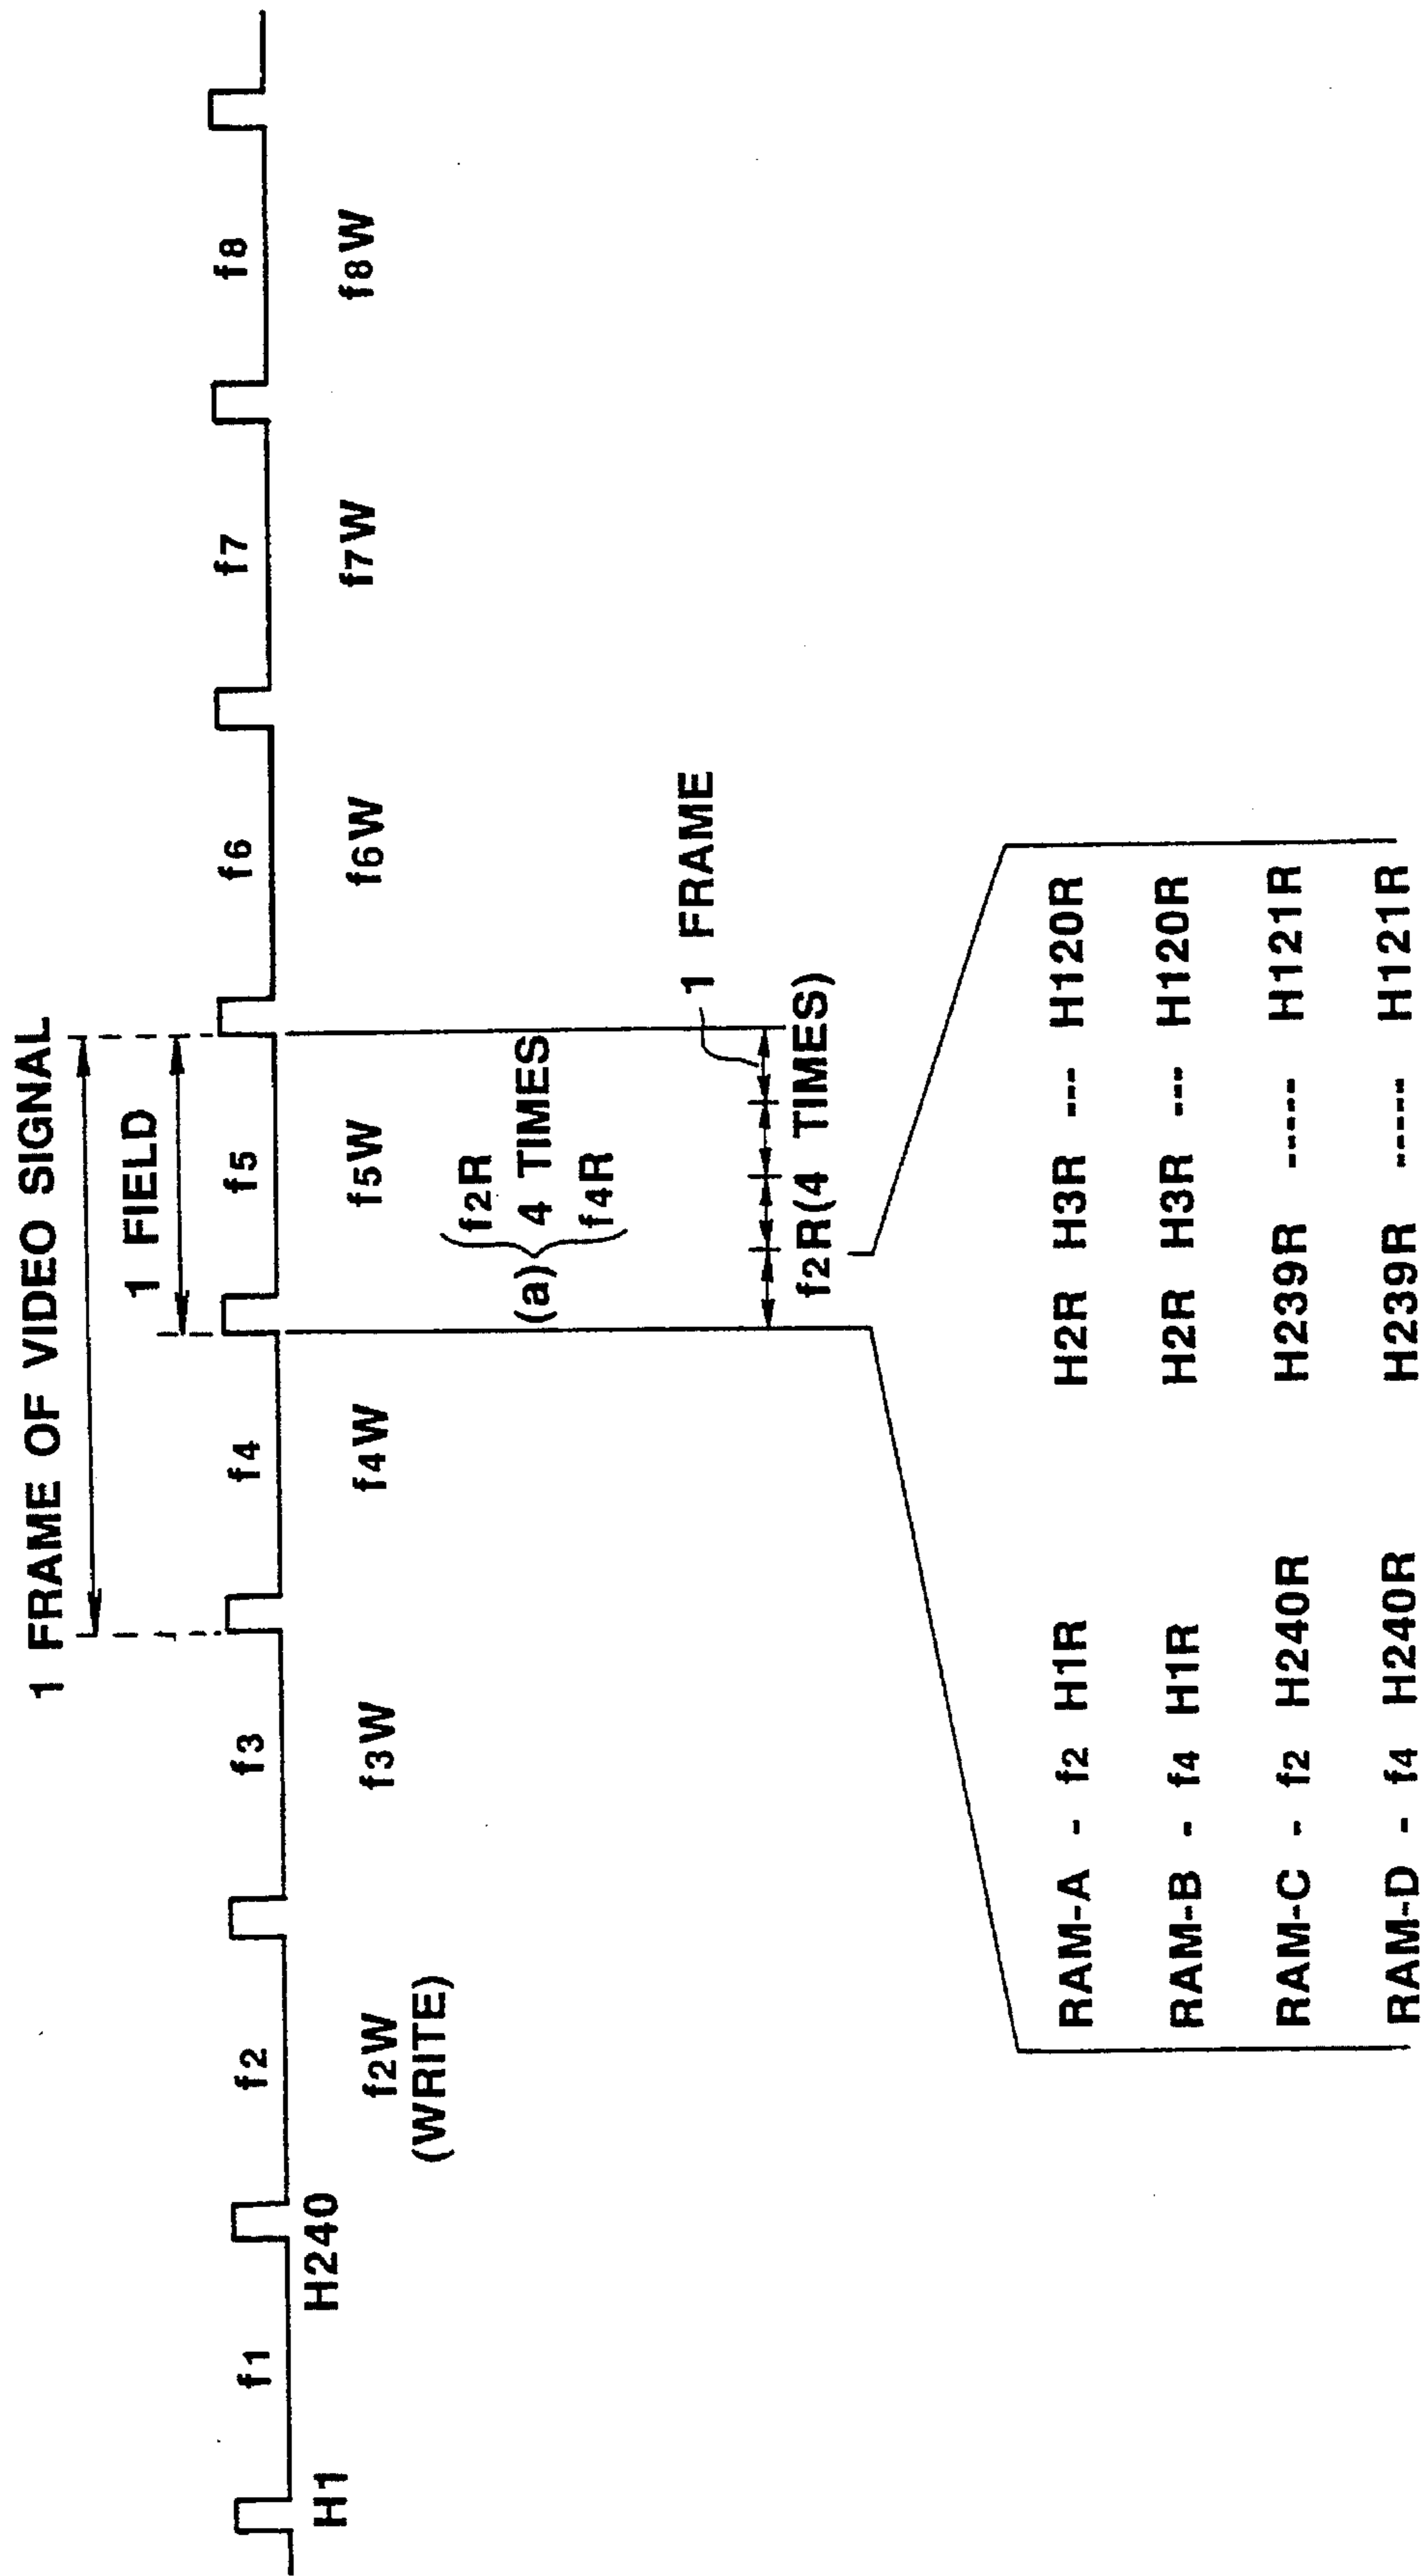 1 FRAME OF VIDEO SIGNAL
1 FIELD
f1 f2 f3 f4 f5 f6 f7 f8
H1 H240
f2W f3W f4W f5W f6W f7W f8W
(WRITE)
f2R
(a) 4 TIMES
f4R
1 FRAME
f2R(4 TIMES)
RAM-A - f2 H1R H2R H3R --- H120R
RAM-B - f4 H1R H2R H3R --- H120R
RAM-C - f2 H240R H239R ----- H121R
RAM-D - f4 H240R H239R ----- H121R